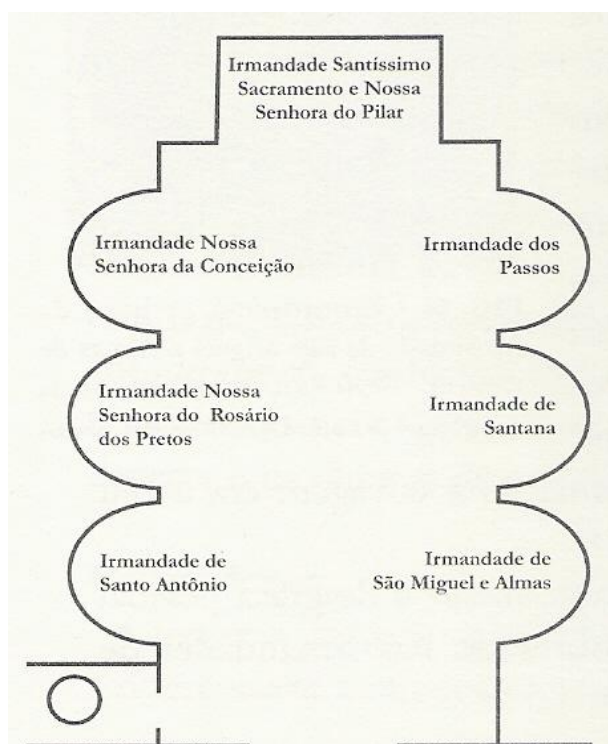 Irmandade Santíssimo
Sacramento e Nossa
Senhora do Pilar
Irmandade Nossa
Senhora da Conceição
Irmandade dos
Passos
Irmandade Nossa
Senhora do Rosário
dos Pretos
Irmandade de
Santana
Irmandade de
Santo Antônio
Irmandade de
São Miguel e Almas